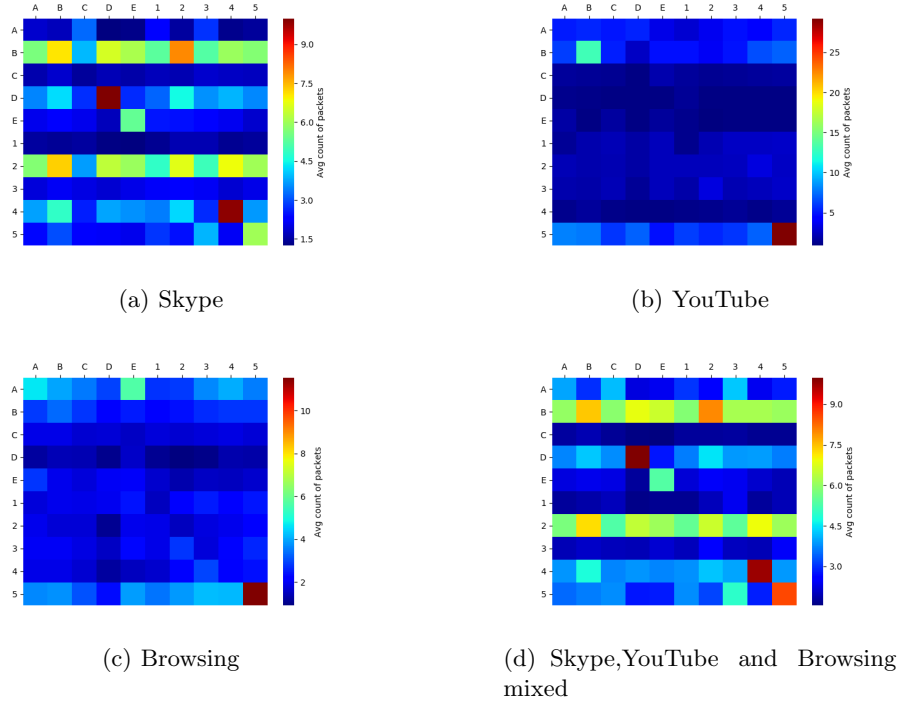 A B C D E 1 2 3 4 5
A
B
C
D
E
1
2
3
4
5
9.0
7.5
6.0
4.5
3.0
1.5
Avg count of packets
(a) Skype
A B C D E 1 2 3 4 5
A
B
C
D
E
1
2
3
4
5
25
20
15
10
5
Avg count of packets
(b) YouTube
A B C D E 1 2 3 4 5
A
B
C
D
E
1
2
3
4
5
10
8
6
4
2
Avg count of packets
(c) Browsing
A B C D E 1 2 3 4 5
A
B
C
D
E
1
2
3
4
5
9.0
7.5
6.0
4.5
3.0
Avg count of packets
(d) Skype,YouTube and Browsing
mixed